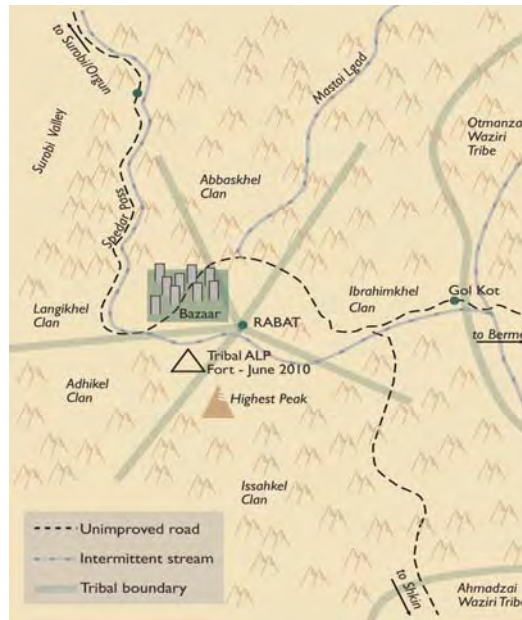 to Surobi/Orgun
Mastoi Lgad
Otmanzai
Waziri
Tribe
Surobi Valley
Abbaskhel
Clan
Spedar Pass
Ibrahimkhel
Clan
Gol Kot
Langikhel
Clan
Bazaar
RABAT
to Berme
Tribal ALP
Fort - June 2010
Adhikel
Clan
Highest Peak
Issahkel
Clan
Unimproved road
Intermittent stream
Tribal boundary
to Shkin
Ahmadzai
Waziri Tribe